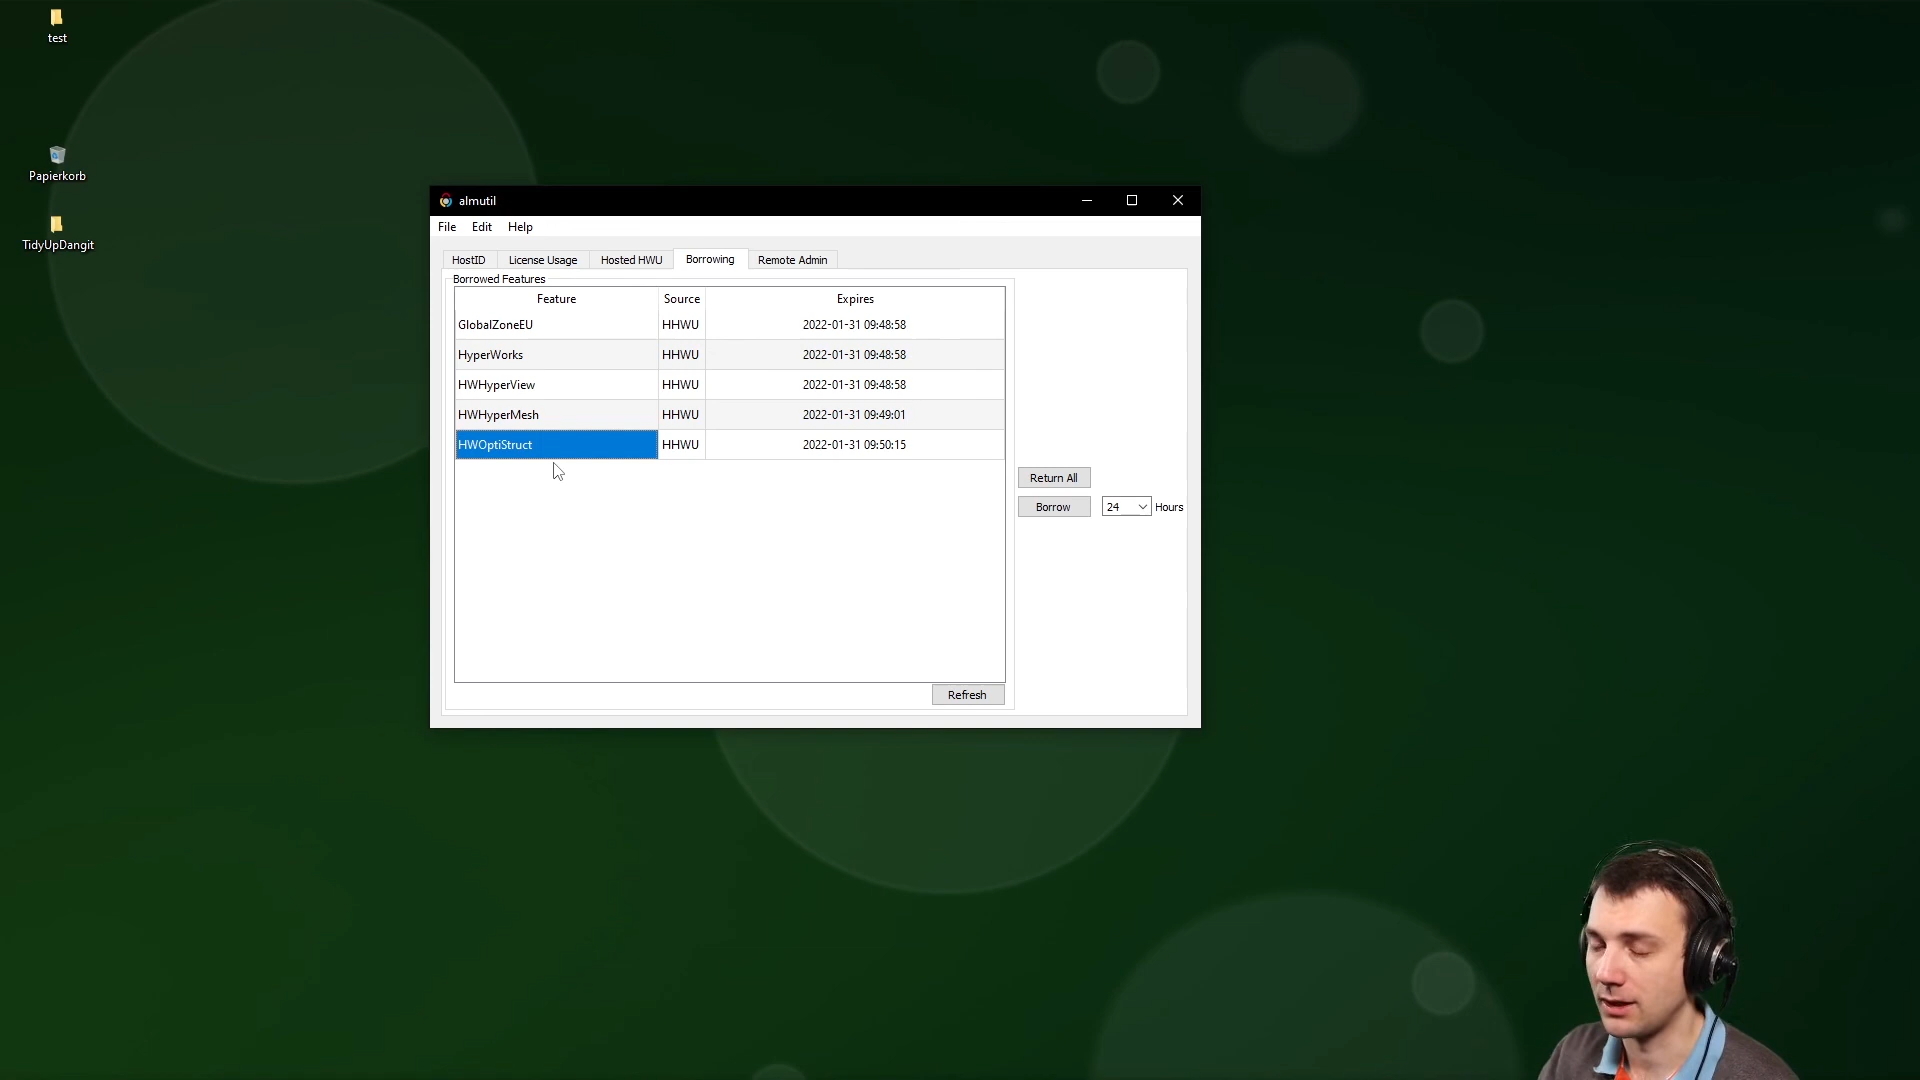 test
Papierkorb
TidyUpDangit
almutil
File Edit Help
HostID License Usage Hosted HWU Borrowing Remote Admin
Borrowed Features
Feature Source Expires
GlobalZoneEU HHWU 2022-01-31 09:48:58
HyperWorks HHWU 2022-01-31 09:48:58
HWHyperView HHWU 2022-01-31 09:48:58
HWHyperMesh HHWU 2022-01-31 09:49:01
HWOptiStruct HHWU 2022-01-31 09:50:15
Return All
Borrow 24 Hours
Refresh